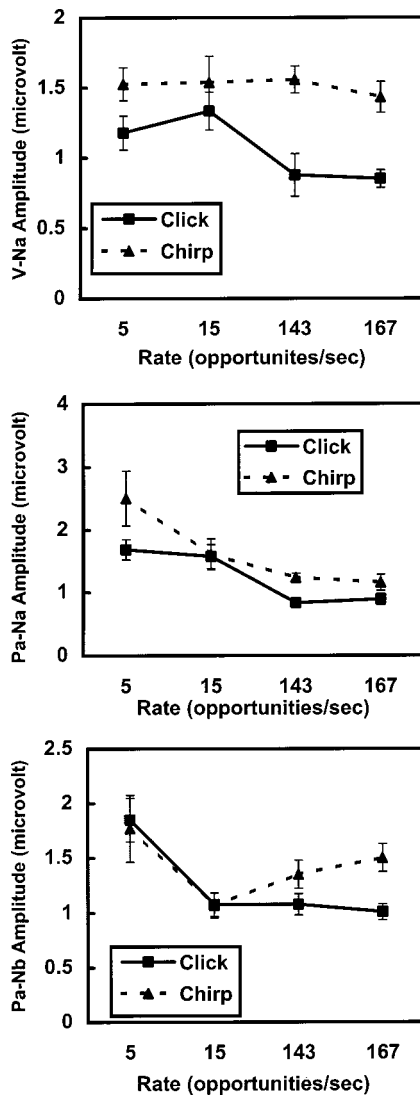 2
1.5
1
0.5
0
V-Na Amplitude (microvolt)
Click
Chirp
5 15 143 167
Rate (opportunites/sec)
4
3
2
1
0
Pa-Na Amplitude (microvolt)
Click
Chirp
5 15 143 167
Rate (opportunities/sec)
2.5
2
1.5
1
0.5
0
Pa-Nb Amplitude (microvolt)
Click
Chirp
5 15 143 167
Rate (opportunities/sec)